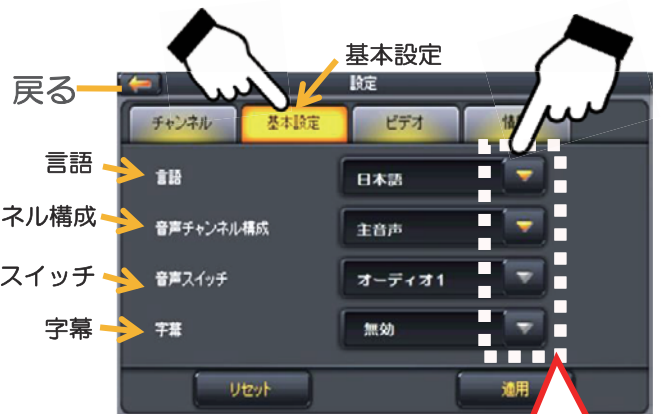 基本設定
戻る
設定
チャンネル 基本設定 ビデオ
言語
言語 日本語
ネル構成
音声チャンネル構成 主音声
スイッチ
音声スイッチ オーディオ1
字幕
字幕 無効
リセット 適用